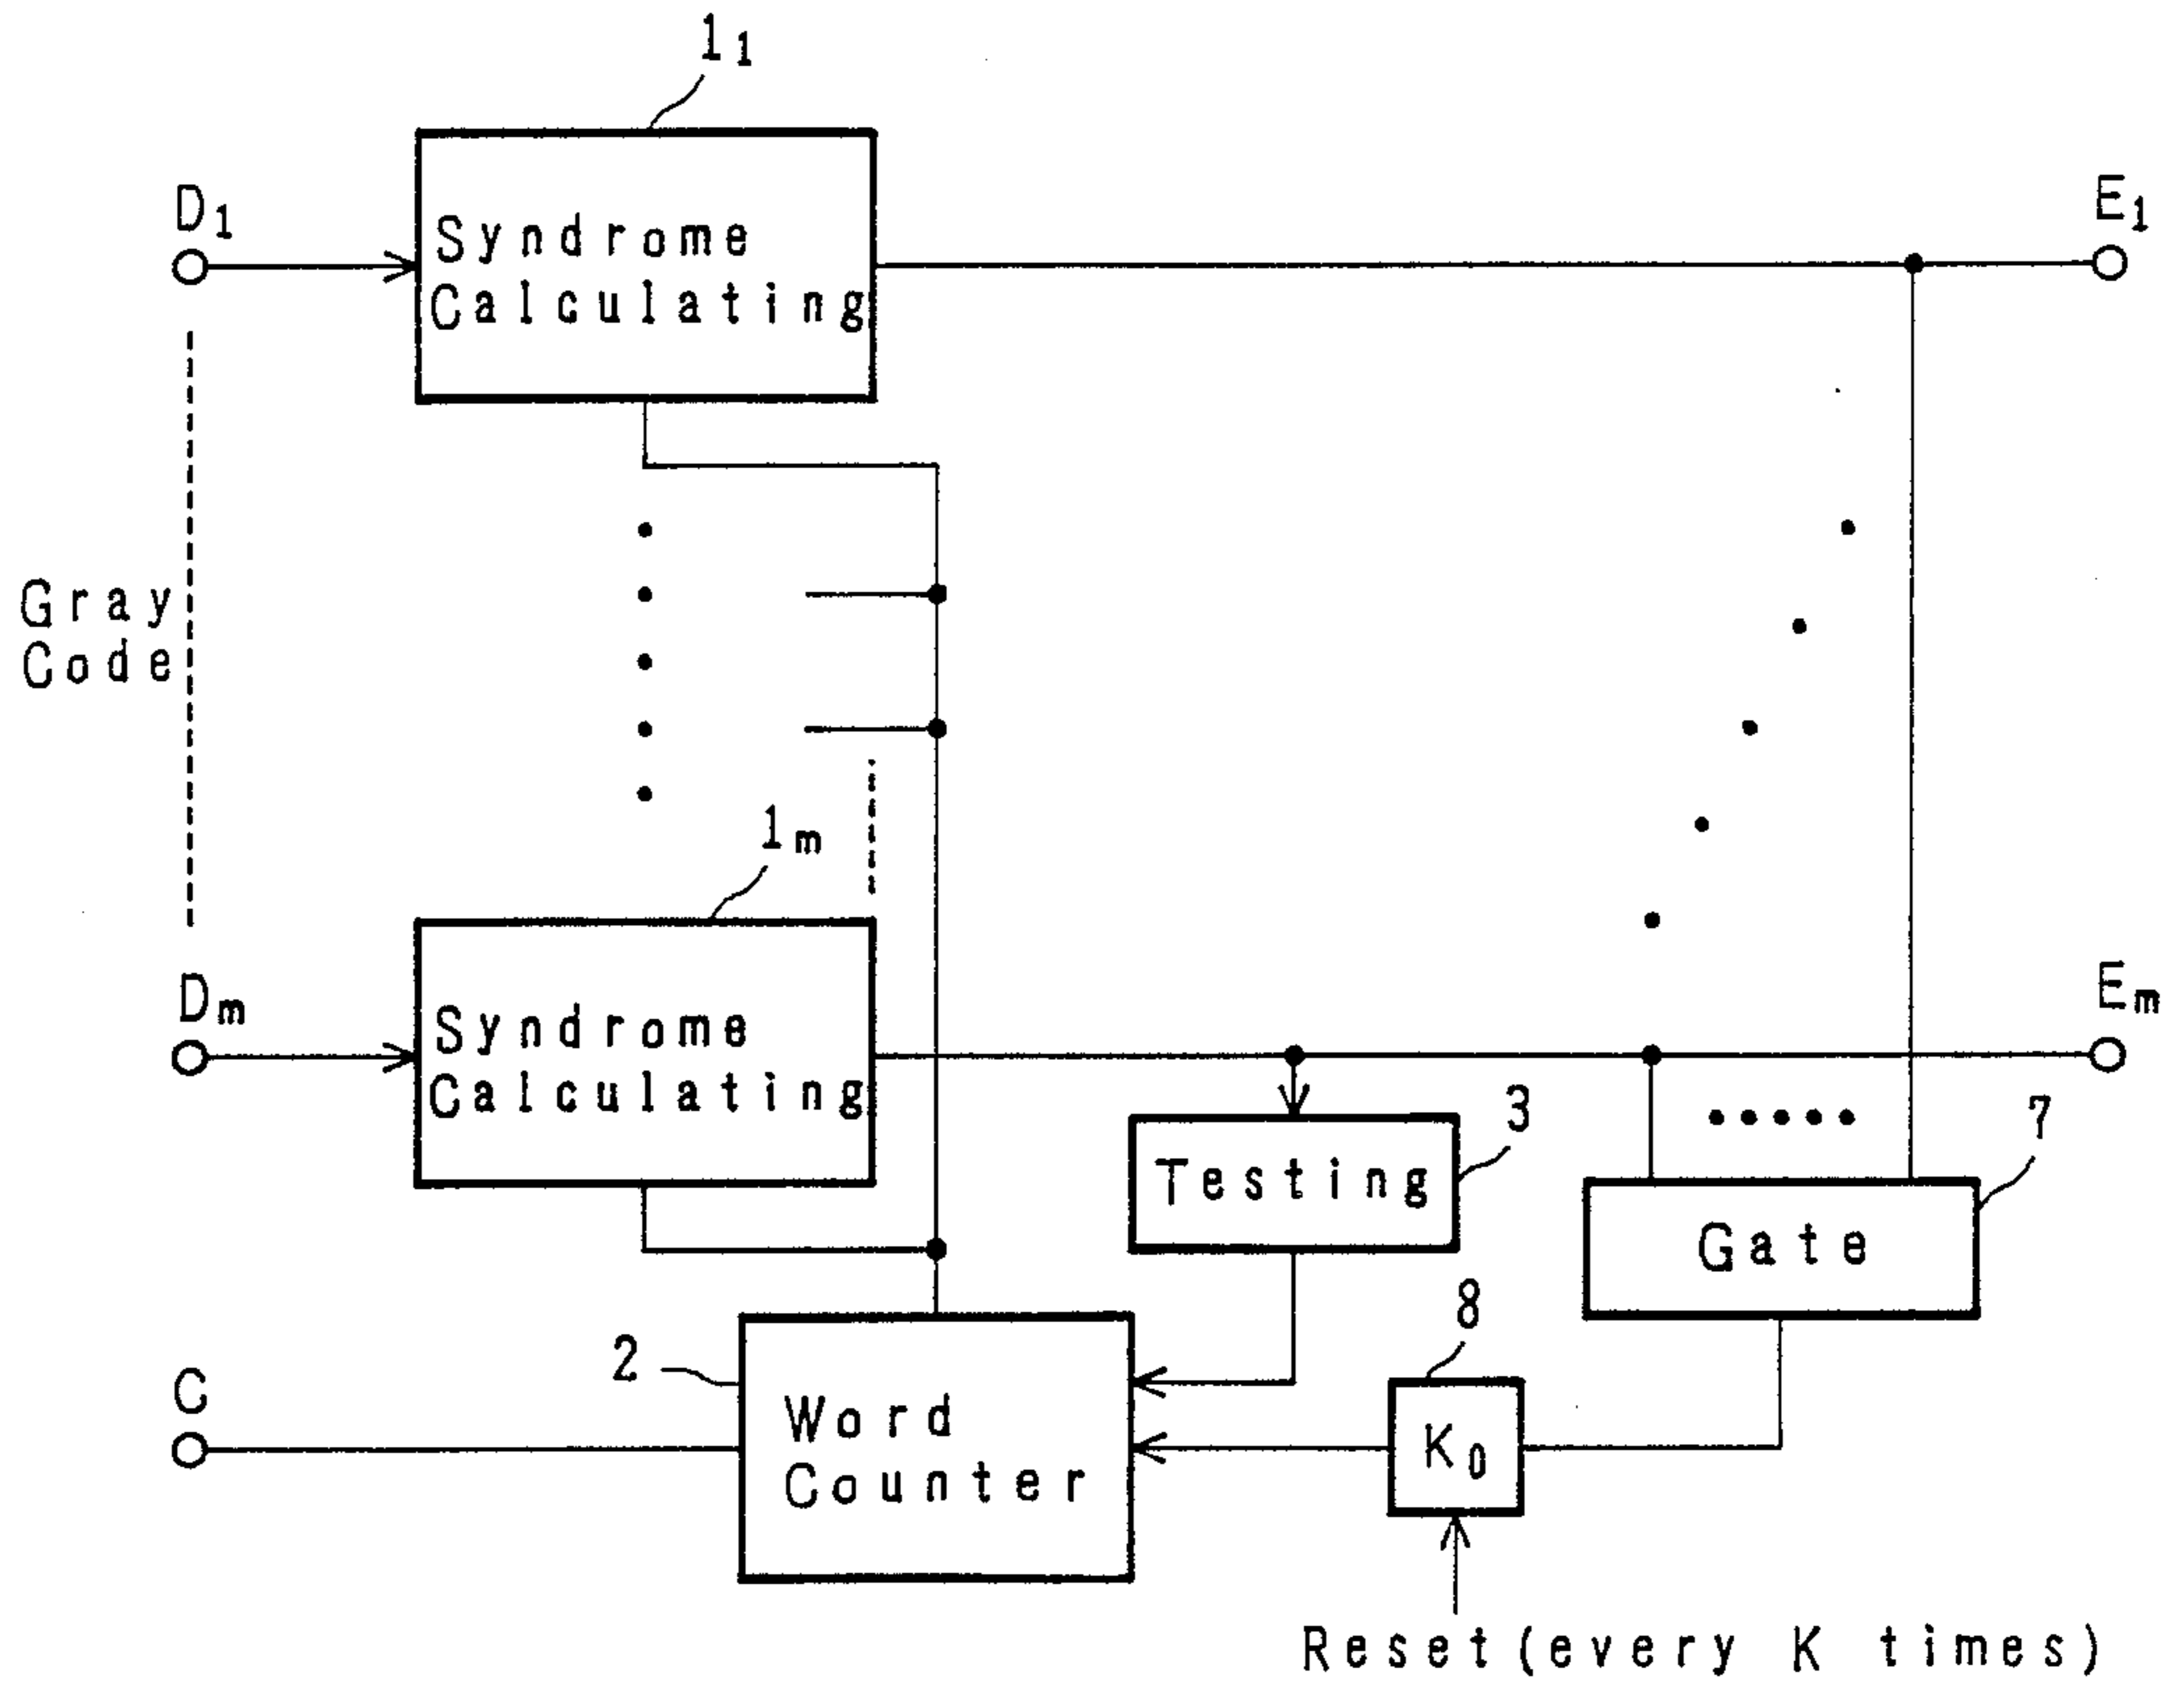 1₁
D₁
E₁
Syndrome
Calculating
Gray
Code
1ₘ
Dₘ
Eₘ
Syndrome
Calculating
3
7
Testing
Gate
8
2
C
Word
Counter
K₀
Reset(every K times)